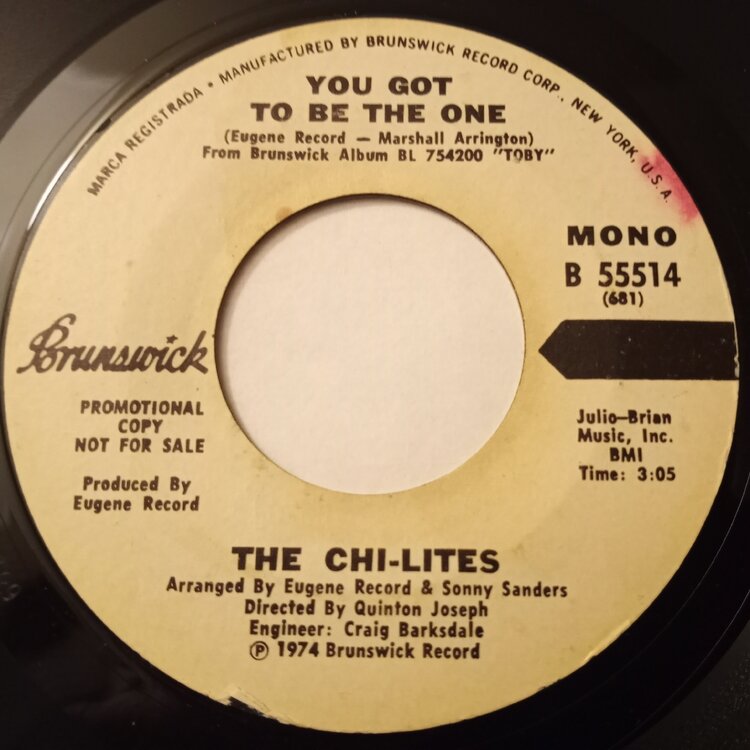 MARCA REGISTRADA • MANUFACTURED BY BRUNSWICK RECORD CORP., NEW YORK, U.S.A.
YOU GOT
TO BE THE ONE
(Eugene Record — Marshall Arrington)
From Brunswick Album BL 754200 "TOBY"
MONO
B 55514
(681)
Brunswick
PROMOTIONAL
COPY
NOT FOR SALE
Produced By
Eugene Record
Julio—Brian
Music, Inc.
BMI
Time: 3:05
THE CHI-LITES
Arranged By Eugene Record & Sonny Sanders
Directed By Quinton Joseph
Engineer: Craig Barksdale
℗ 1974 Brunswick Record